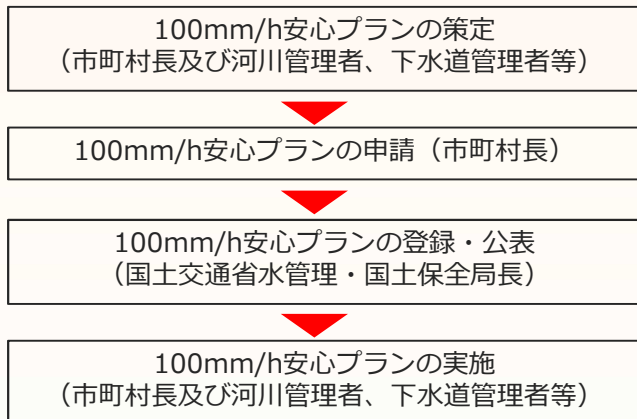 100mm/h安心プランの策定
（市町村長及び河川管理者、下水道管理者等）
100mm/h安心プランの申請（市町村長）
100mm/h安心プランの登録・公表
（国土交通省水管理・国土保全局長）
100mm/h安心プランの実施
（市町村長及び河川管理者、下水道管理者等）